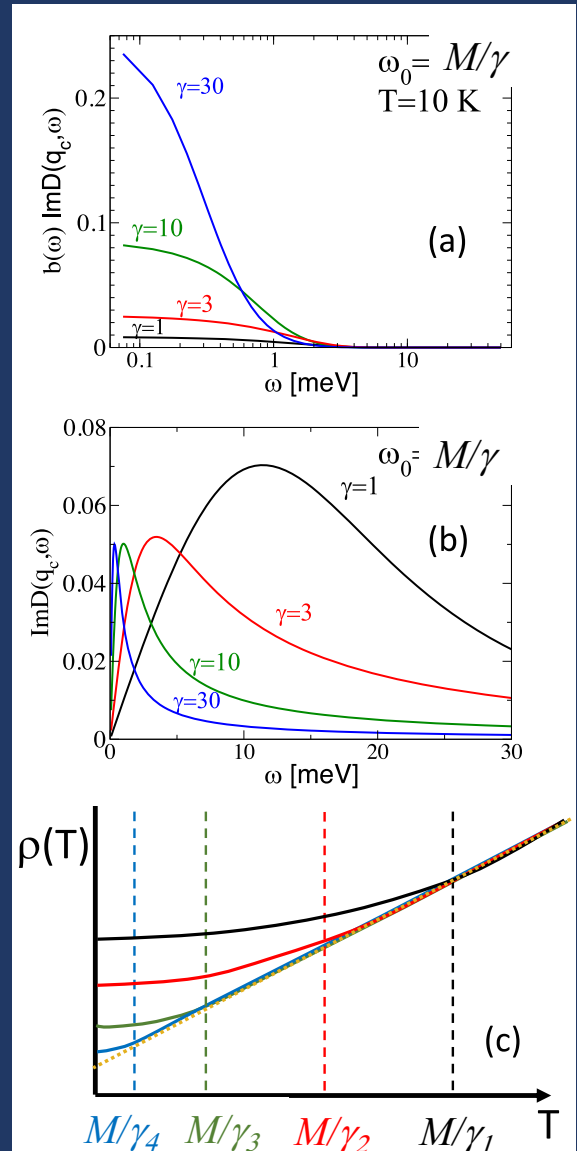 ω₀= M/γ
T=10 K
γ=30
γ=10
γ=3
γ=1
(a)
b(ω) ImD(q_c,ω)
0.2
0.1
0
0.1
1
10
ω [meV]
ω₀= M/γ
γ=1
(b)
γ=3
γ=10
γ=30
ImD(q_c,ω)
0.08
0.06
0.04
0.02
0
0
10
20
30
ω [meV]
ρ(T)
(c)
M/γ₄ M/γ₃ M/γ₂ M/γ₁ T